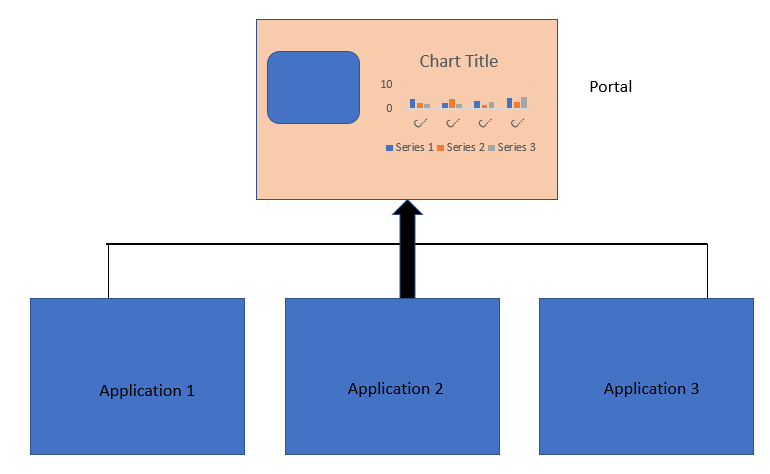 Chart Title
Portal
10
0
C… C… C… C…
Series 1 Series 2 Series 3
Application 1
Application 2
Application 3